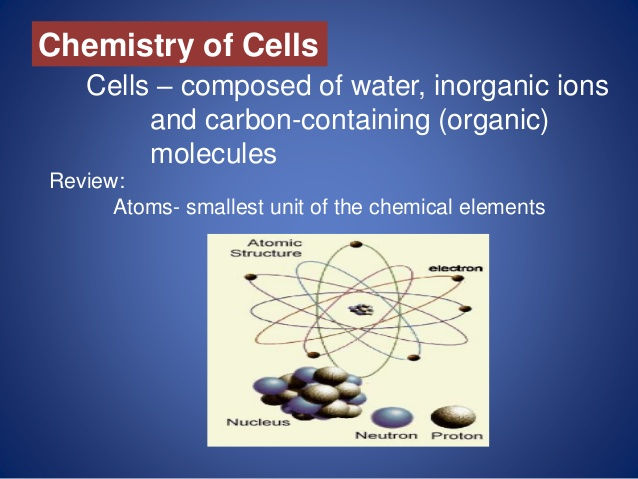 Chemistry of Cells
Cells – composed of water, inorganic ions
and carbon-containing (organic)
molecules
Review:
Atoms- smallest unit of the chemical elements
Atomic
Structure
electron
Nucleus
Neutron
Proton